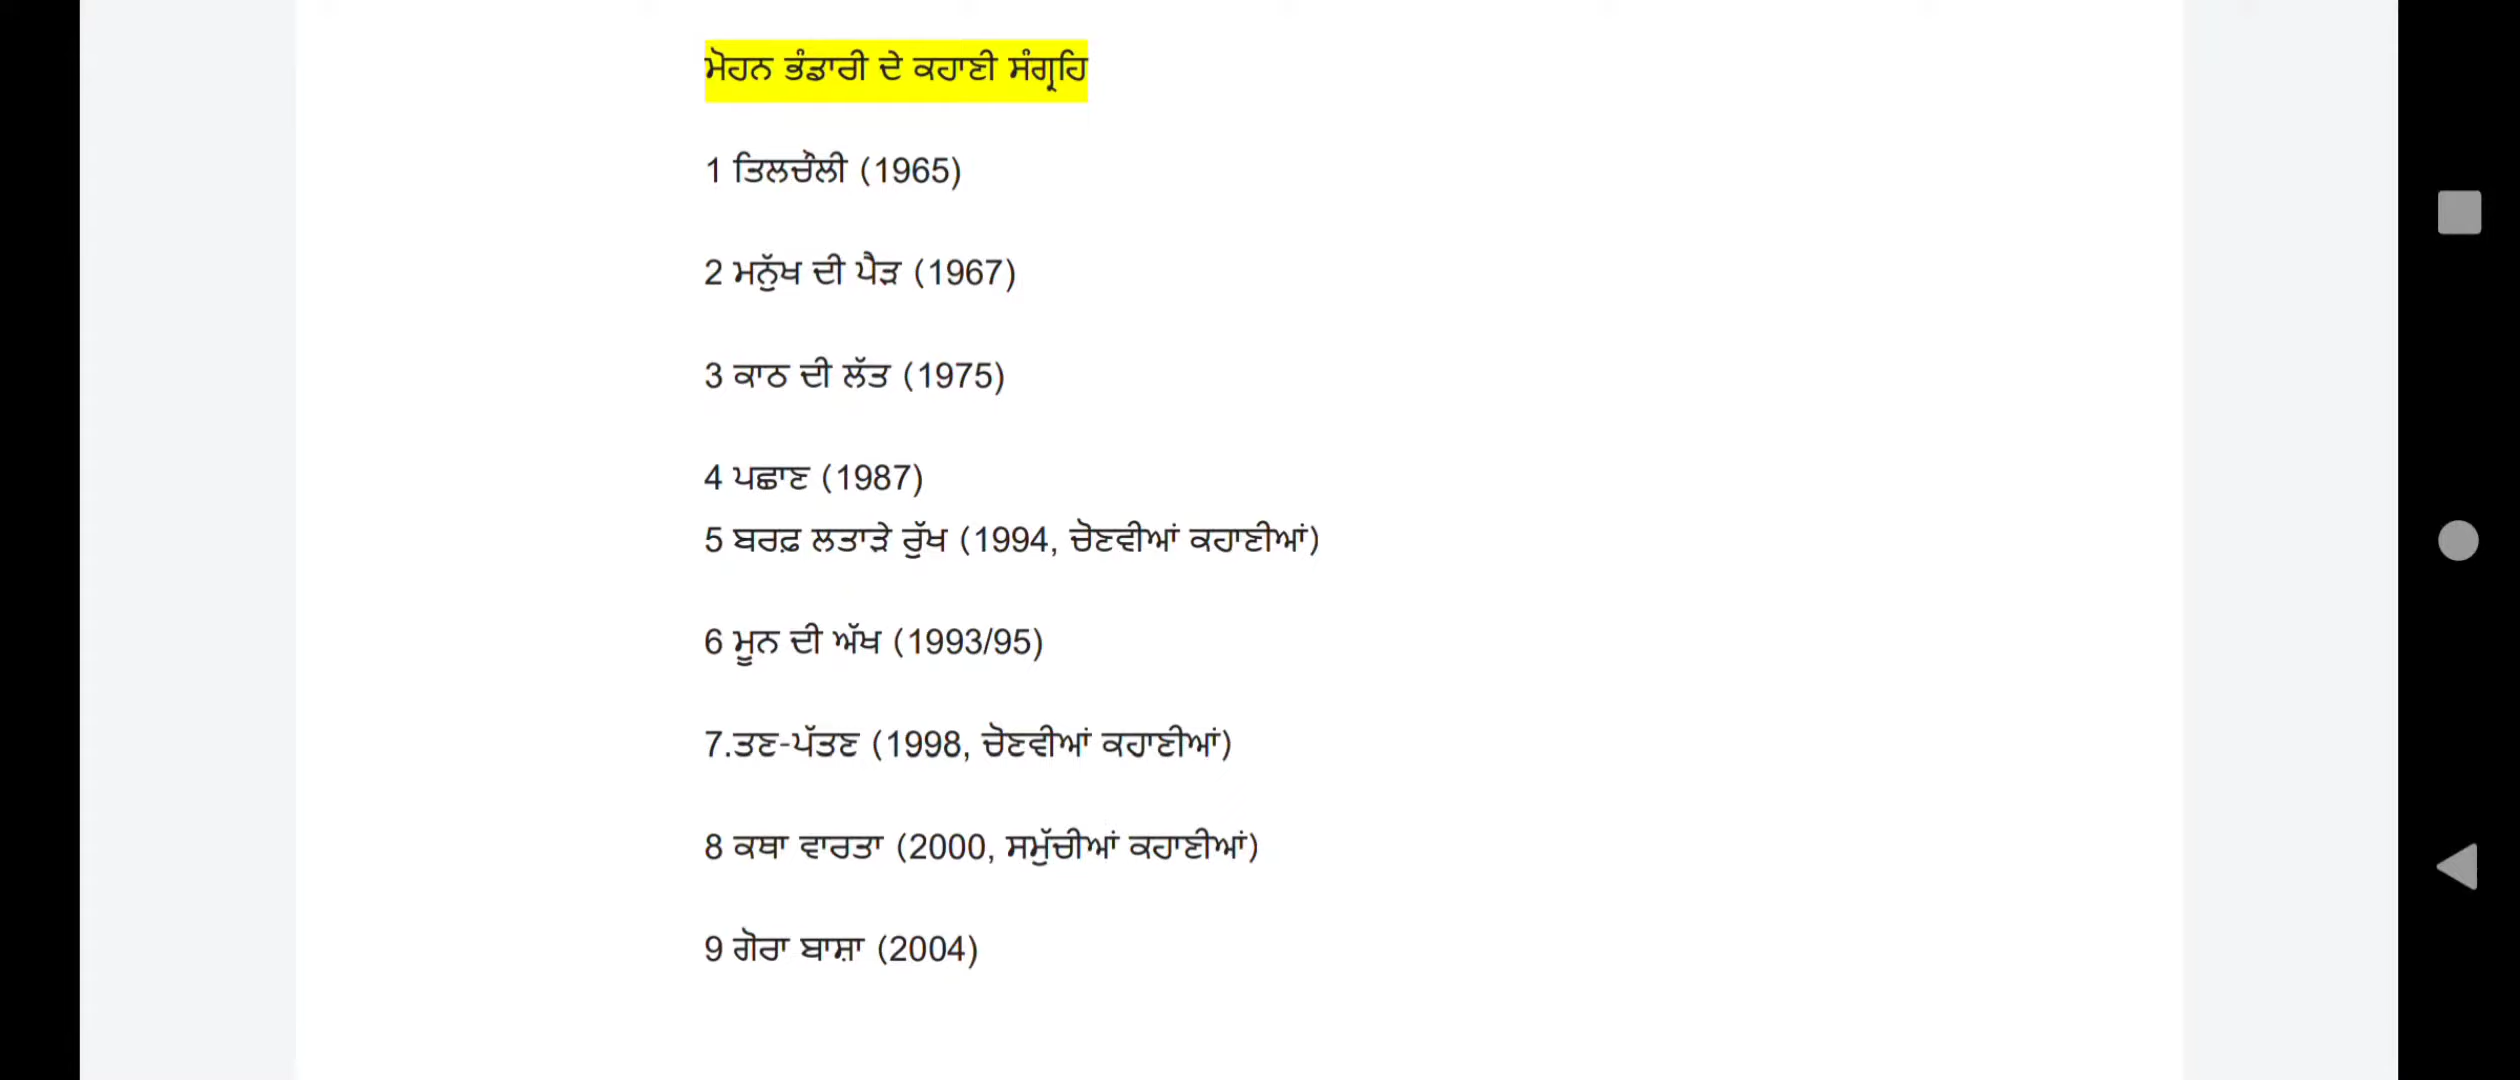 ਮੋਹਨ ਭੰਡਾਰੀ ਦੇ ਕਹਾਣੀ ਸੰਗ੍ਰਹਿ
1 ਤਿਲਚੌਲੀ (1965)
2 ਮਨੁੱਖ ਦੀ ਪੈੜ (1967)
3 ਕਾਠ ਦੀ ਲੱਤ (1975)
4 ਪਛਾਣ (1987)
5 ਬਰਫ਼ ਲਤਾੜੇ ਰੁੱਖ (1994, ਚੋਣਵੀਆਂ ਕਹਾਣੀਆਂ)
6 ਮੂਨ ਦੀ ਅੱਖ (1993/95)
7.ਤਣ-ਪੱਤਣ (1998, ਚੋਣਵੀਆਂ ਕਹਾਣੀਆਂ)
8 ਕਥਾ ਵਾਰਤਾ (2000, ਸਮੁੱਚੀਆਂ ਕਹਾਣੀਆਂ)
9 ਗੋਰਾ ਬਾਸ਼ਾ (2004)